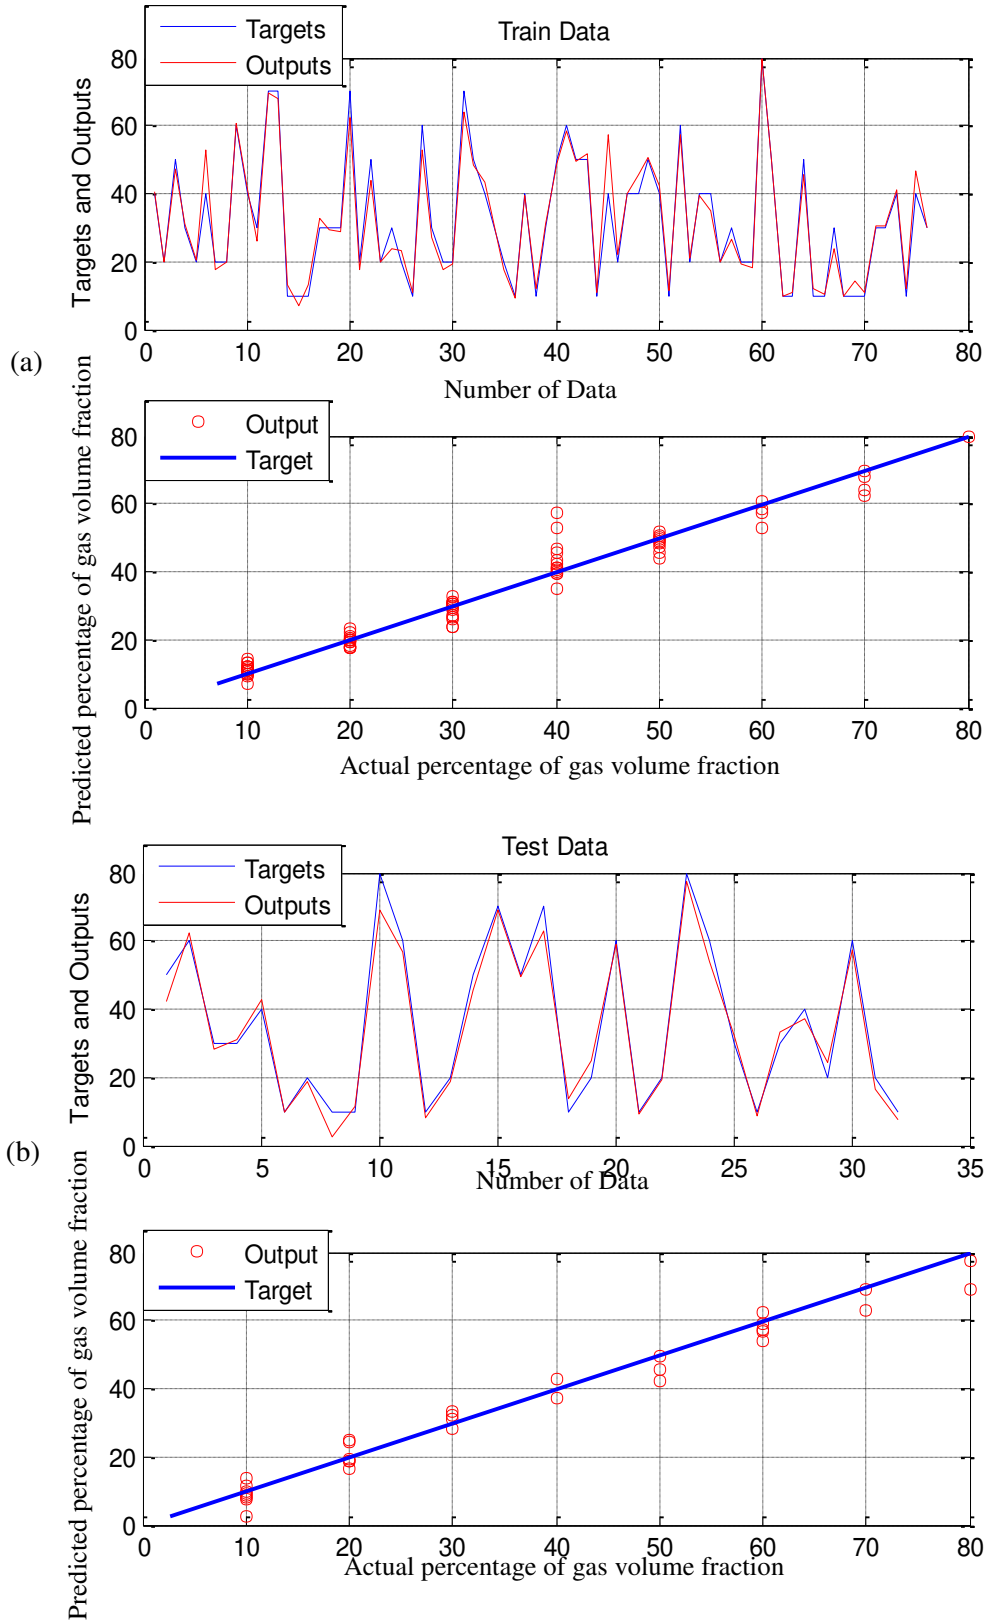 Targets
Outputs
Train Data
Targets and Outputs
80
60
40
20
0
0 10 20 30 40 50 60 70 80
Number of Data
(a)
Output
Target
Predicted percentage of gas volume fraction
80
60
40
20
0
0 10 20 30 40 50 60 70 80
Actual percentage of gas volume fraction
Targets
Outputs
Test Data
Targets and Outputs
80
60
40
20
0
0 5 10 15 20 25 30 35
Number of Data
(b)
Output
Target
Predicted percentage of gas volume fraction
80
60
40
20
0
0 10 20 30 40 50 60 70 80
Actual percentage of gas volume fraction